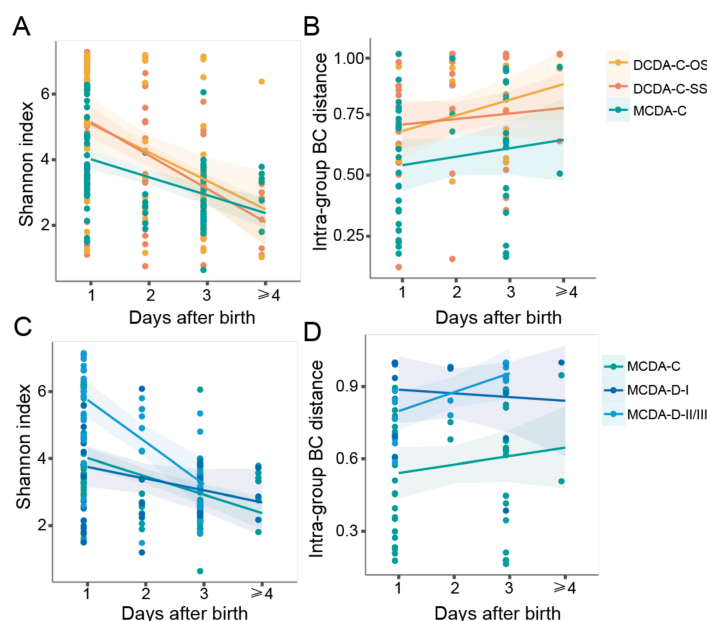 A
Shannon index
6
4
2
1 2 3 ⩾4
Days after birth
B
Intra-group BC distance
1.00
0.75
0.50
0.25
1 2 3 ⩾4
Days after birth
DCDA-C-OS
DCDA-C-SS
MCDA-C
C
Shannon index
6
4
2
1 2 3 ⩾4
Days after birth
D
Intra-group BC distance
0.9
0.6
0.3
1 2 3 ⩾4
Days after birth
MCDA-C
MCDA-D-I
MCDA-D-II/III